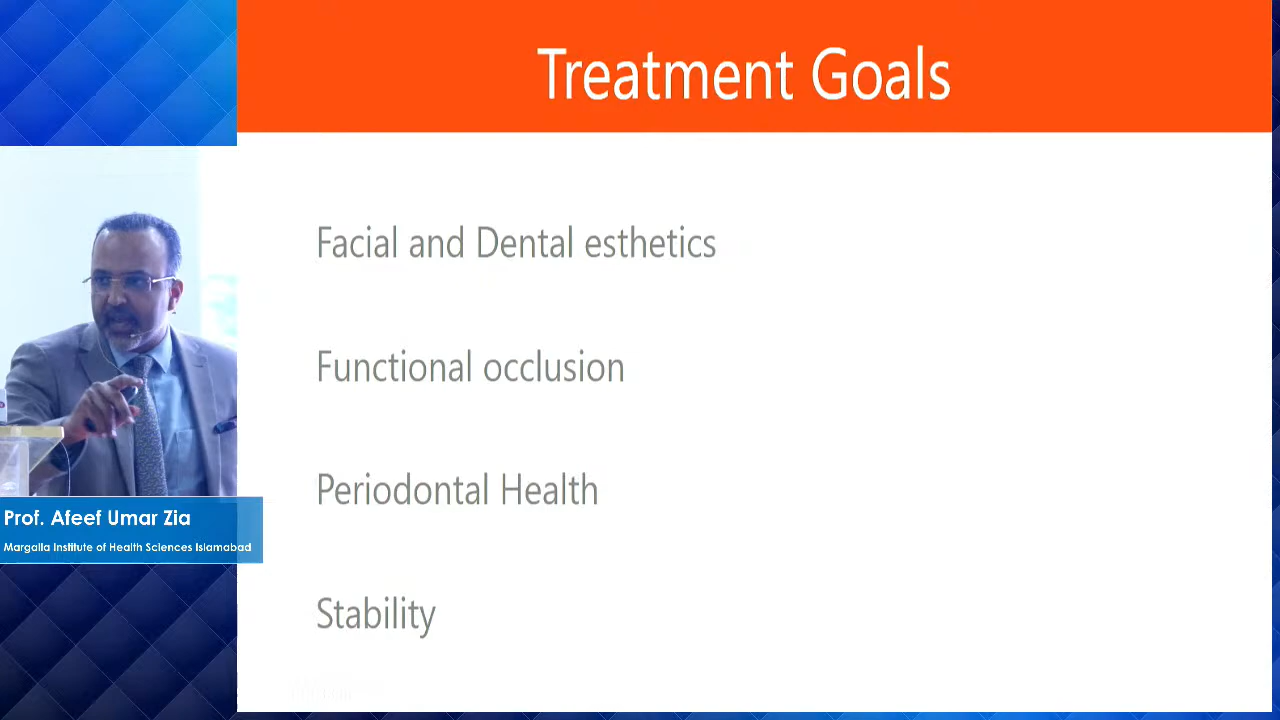 Treatment Goals
Facial and Dental esthetics
Functional occlusion
Periodontal Health
Stability
Prof. Afeef Umar Zia
Margalla Institute of Health Sciences Islamabad